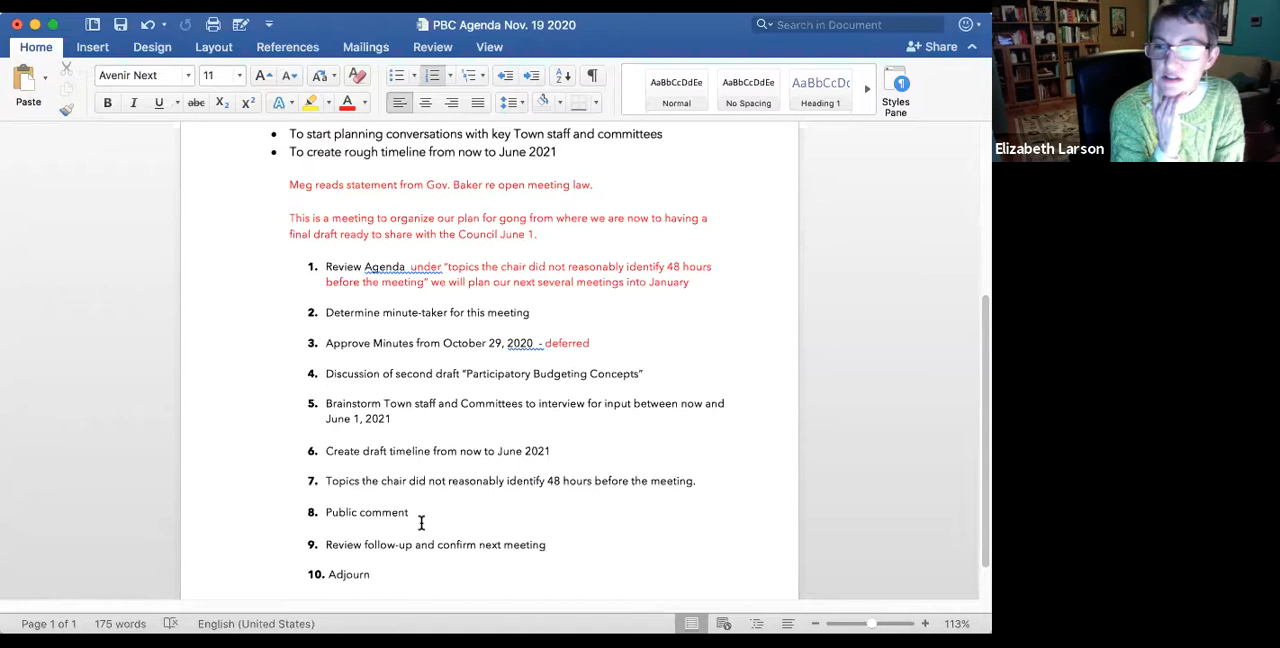 PBC Agenda Nov. 19 2020
Search in Document
Home Insert Design Layout References Mailings Review View
Share
Paste
Avenir Next 11
AaBbCcDdEe AaBbCcDdEe AaBbCcDc
Normal No Spacing Heading 1
Styles
Pane
• To start planning conversations with key Town staff and committees
• To create rough timeline from now to June 2021
Meg reads statement from Gov. Baker re open meeting law.
This is a meeting to organize our plan for gong from where we are now to having a
final draft ready to share with the Council June 1.
1. Review Agenda under "topics the chair did not reasonably identify 48 hours
before the meeting" we will plan our next several meetings into January
2. Determine minute-taker for this meeting
3. Approve Minutes from October 29, 2020 - deferred
4. Discussion of second draft "Participatory Budgeting Concepts"
5. Brainstorm Town staff and Committees to interview for input between now and
June 1, 2021
6. Create draft timeline from now to June 2021
7. Topics the chair did not reasonably identify 48 hours before the meeting.
8. Public comment
9. Review follow-up and confirm next meeting
10. Adjourn
Page 1 of 1 175 words English (United States) 113%
Elizabeth Larson